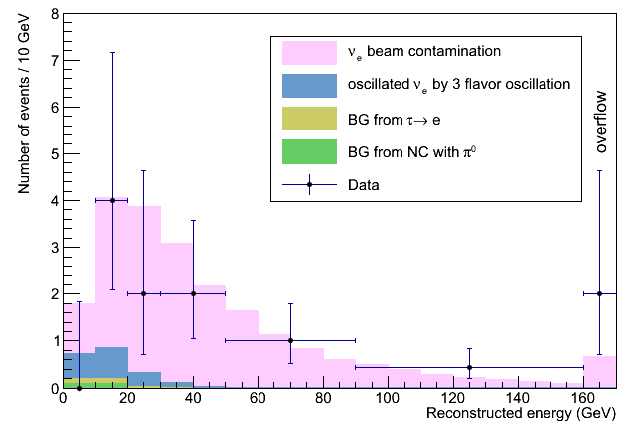 Number of events / 10 GeV
8
7
6
5
4
3
2
1
0
ν_e beam contamination
oscillated ν_e by 3 flavor oscillation
BG from τ→ e
BG from NC with π⁰
Data
overflow
0 20 40 60 80 100 120 140 160
Reconstructed energy (GeV)